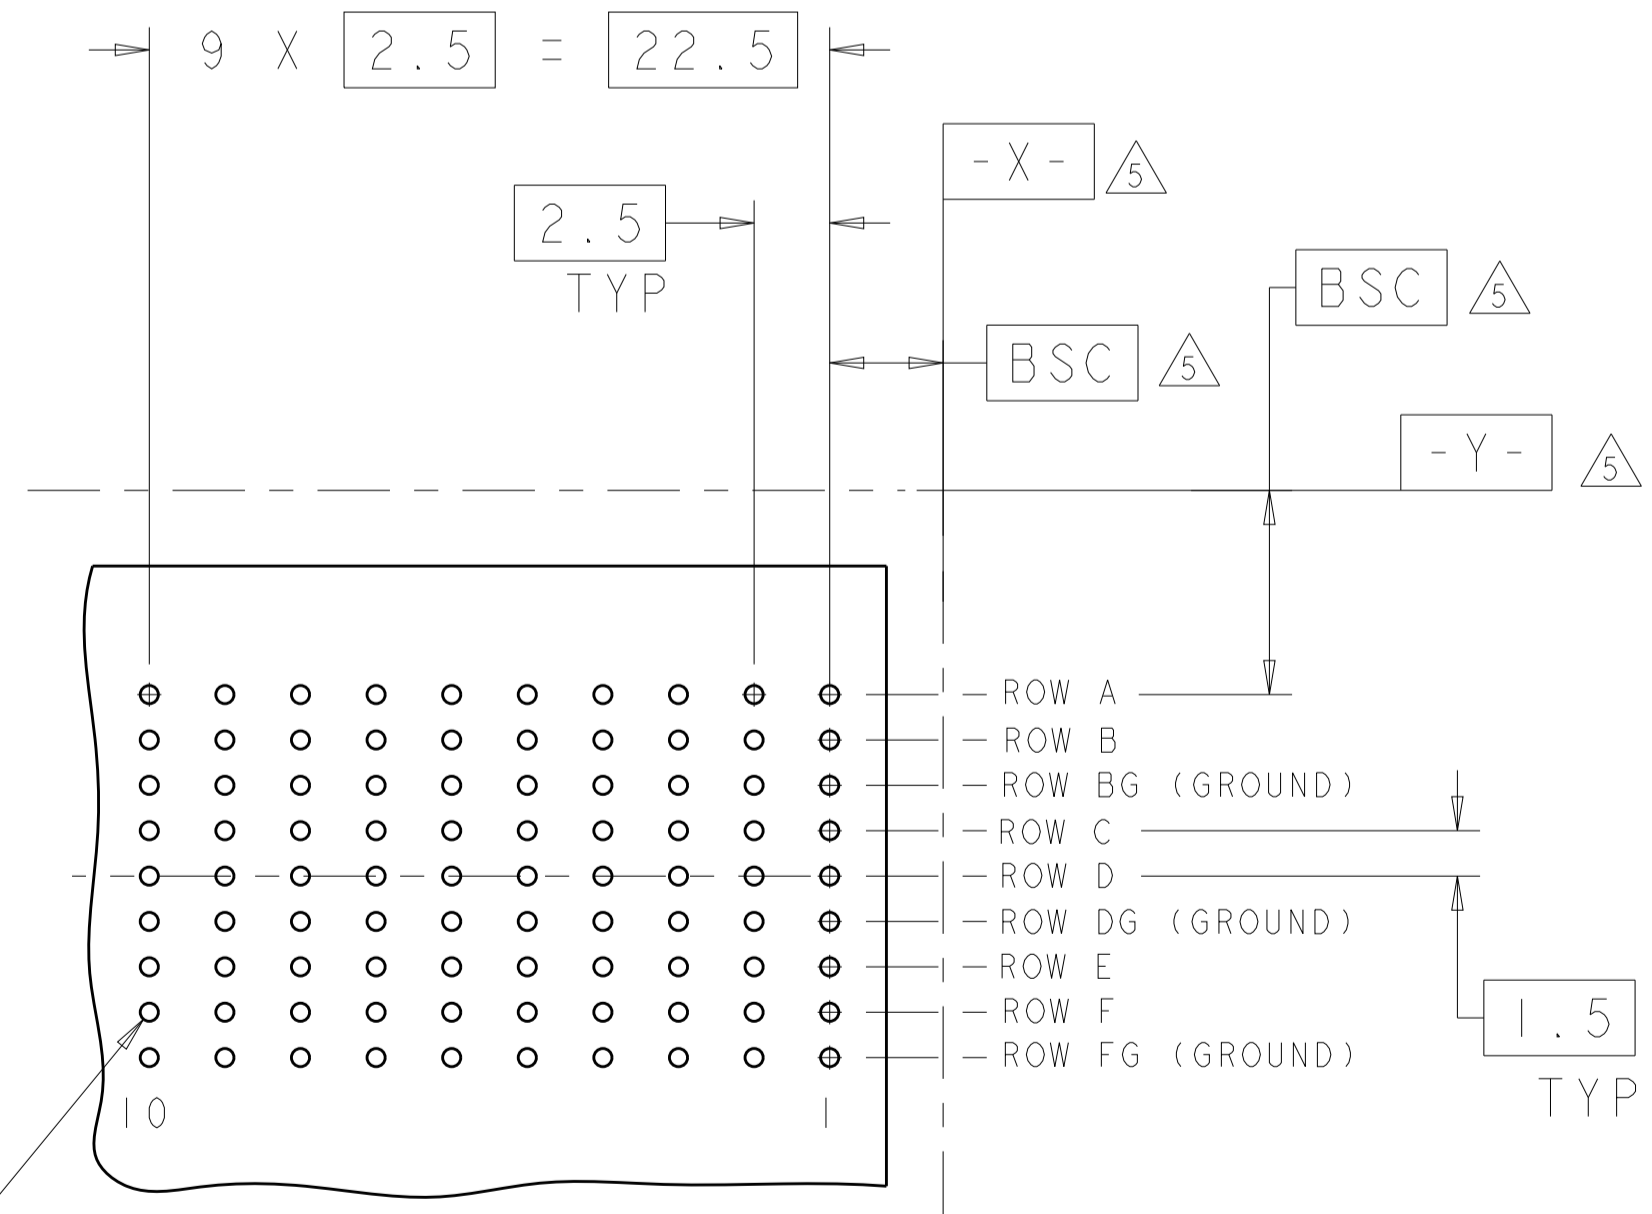 9 X 2.5 = 22.5
-X- 5
2.5
TYP
BSC 5
BSC 5
-Y- 5
ROW A
ROW B
ROW BG (GROUND)
ROW C
ROW D
ROW DG (GROUND)
ROW E
ROW F
ROW FG (GROUND)
1.5
TYP
10 1